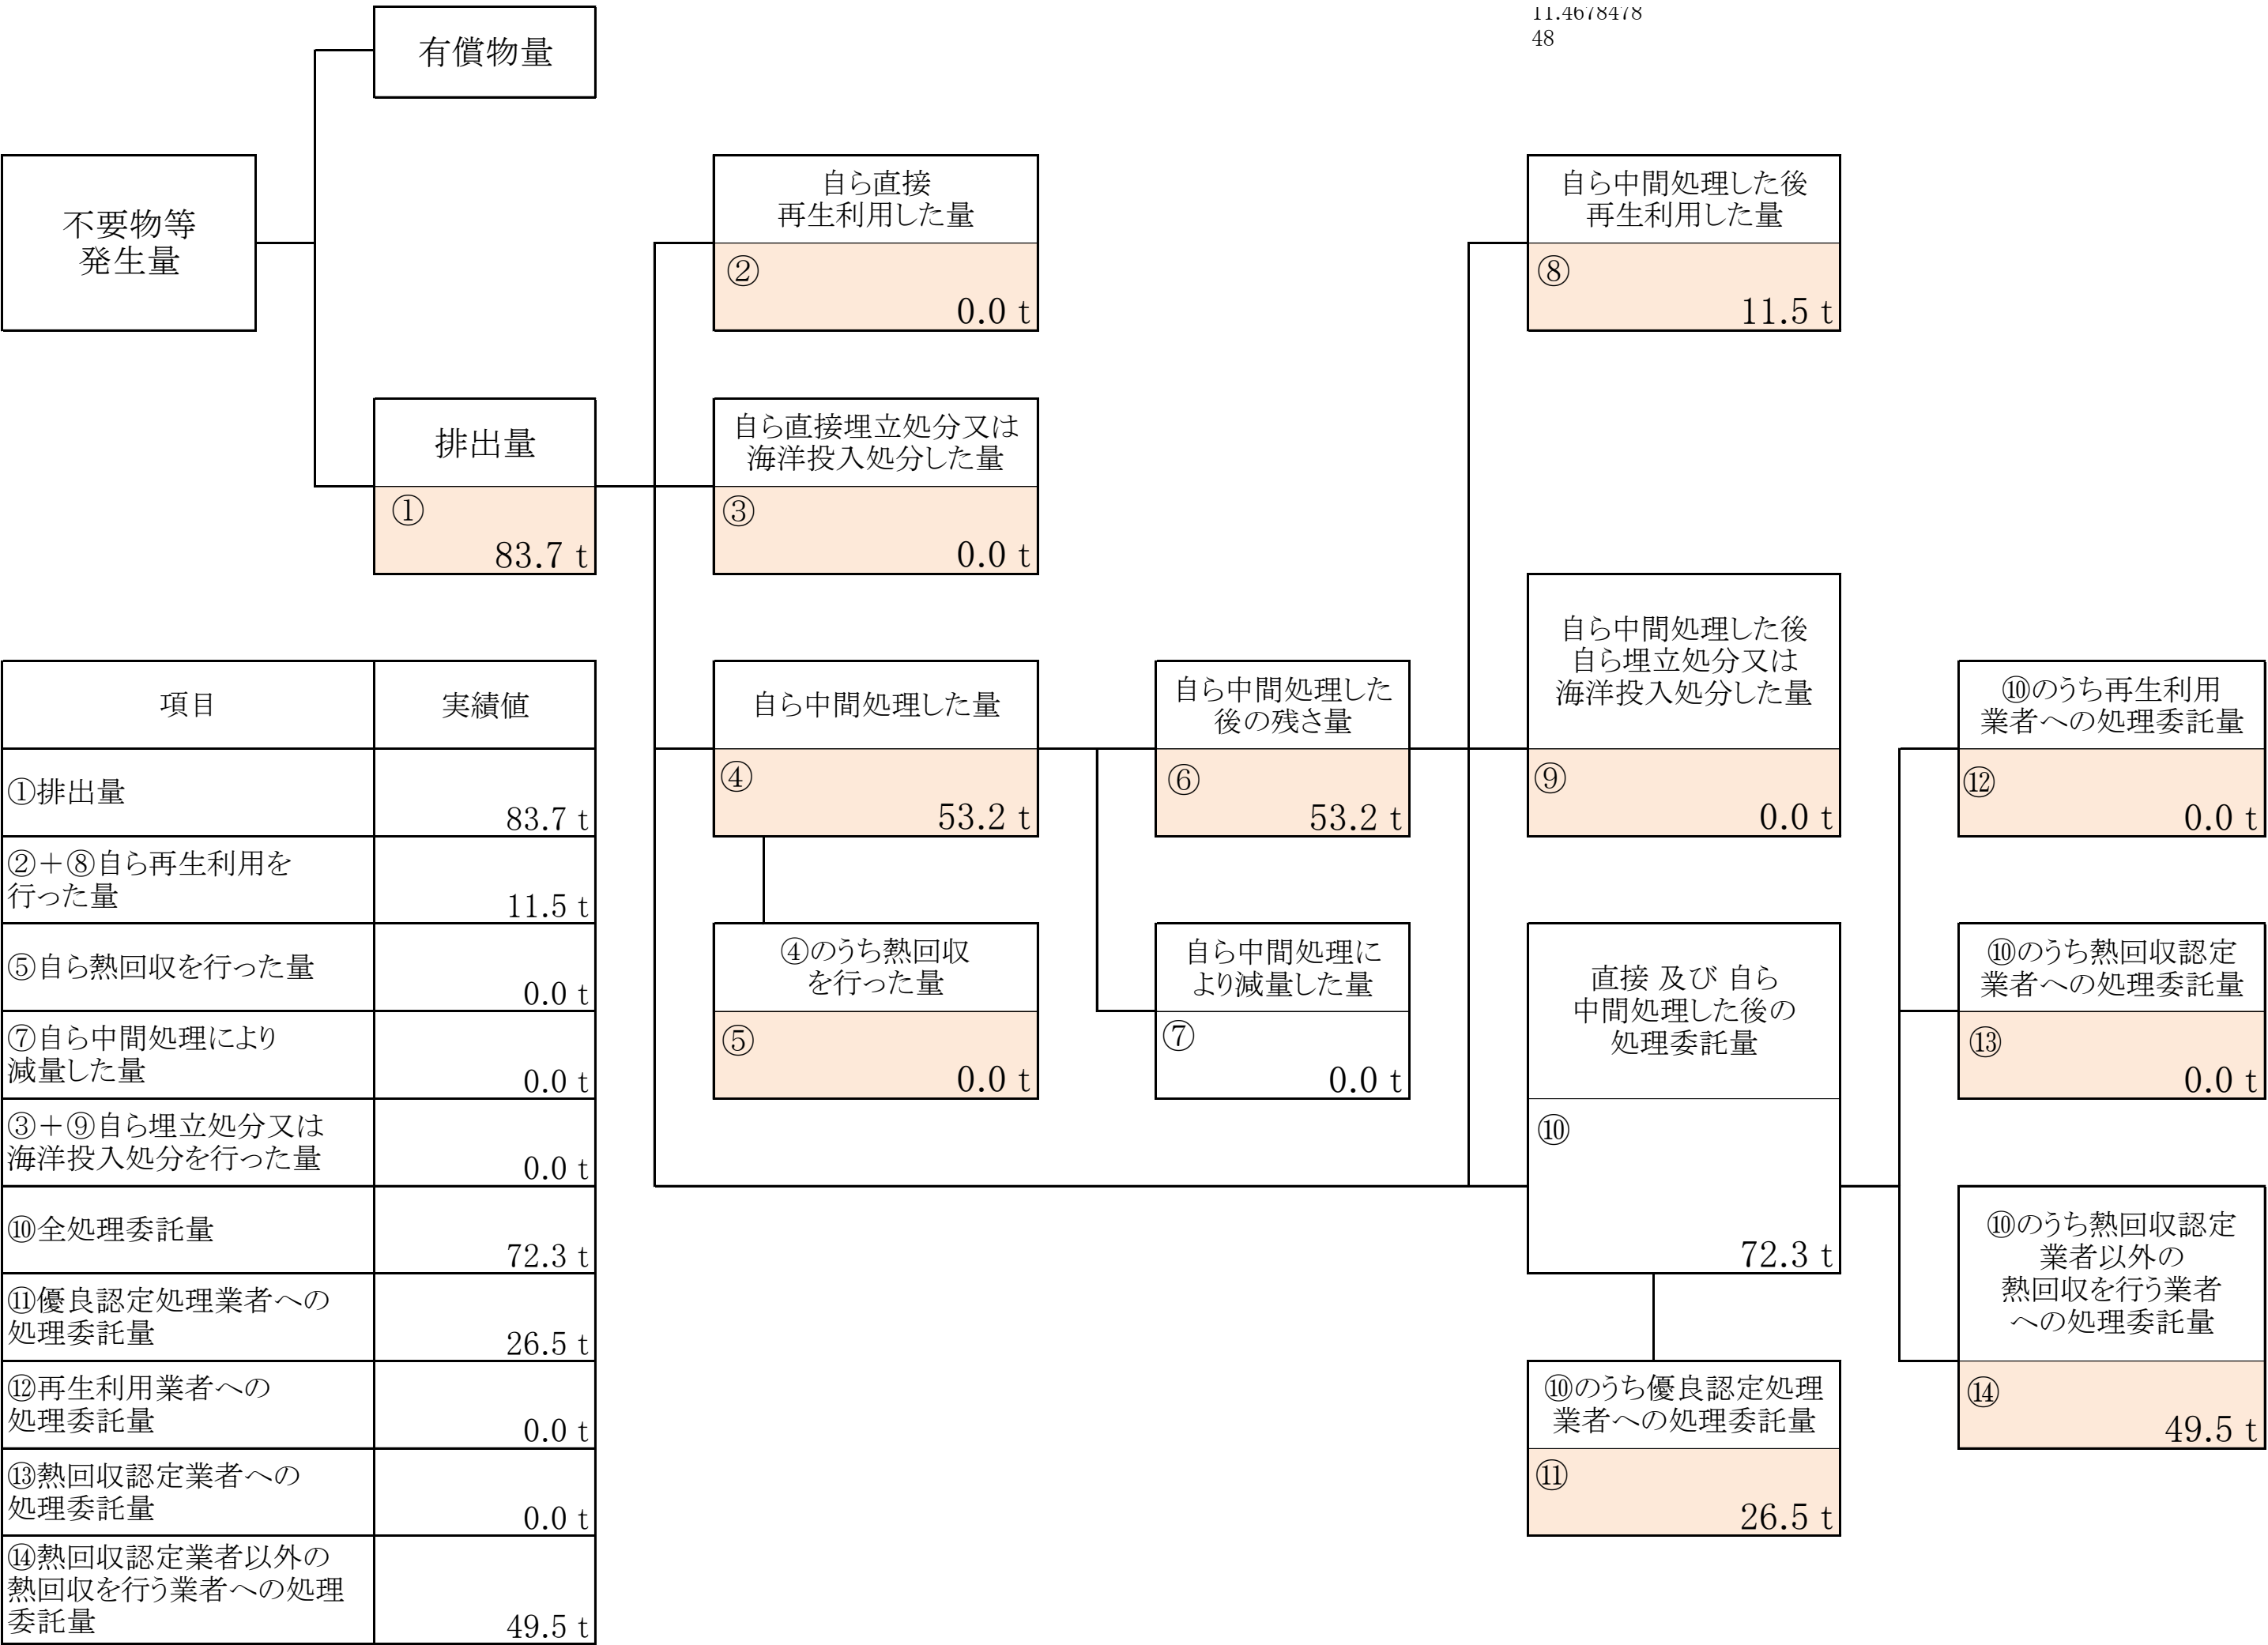 11.4678478
48
有償物量
不要物等
発生量
自ら直接
再生利用した量
②
0.0 t
自ら中間処理した後
再生利用した量
⑧
11.5 t
排出量
①
83.7 t
自ら直接埋立処分又は
海洋投入処分した量
③
0.0 t
自ら中間処理した量
④
53.2 t
自ら中間処理した
後の残さ量
⑥
53.2 t
自ら中間処理した後
自ら埋立処分又は
海洋投入処分した量
⑨
0.0 t
⑩のうち再生利用
業者への処理委託量
⑫
0.0 t
④のうち熱回収
を行った量
⑤
0.0 t
自ら中間処理に
より減量した量
⑦
0.0 t
直接 及び 自ら
中間処理した後の
処理委託量
⑩
72.3 t
⑩のうち熱回収認定
業者への処理委託量
⑬
0.0 t
⑩のうち熱回収認定
業者以外の
熱回収を行う業者
への処理委託量
⑭
49.5 t
⑩のうち優良認定処理
業者への処理委託量
⑪
26.5 t
項目 実績値
①排出量
83.7 t
②＋⑧自ら再生利用を
行った量
11.5 t
⑤自ら熱回収を行った量
0.0 t
⑦自ら中間処理により
減量した量
0.0 t
③＋⑨自ら埋立処分又は
海洋投入処分を行った量
0.0 t
⑩全処理委託量
72.3 t
⑪優良認定処理業者への
処理委託量
26.5 t
⑫再生利用業者への
処理委託量
0.0 t
⑬熱回収認定業者への
処理委託量
0.0 t
⑭熱回収認定業者以外の
熱回収を行う業者への処理
委託量
49.5 t